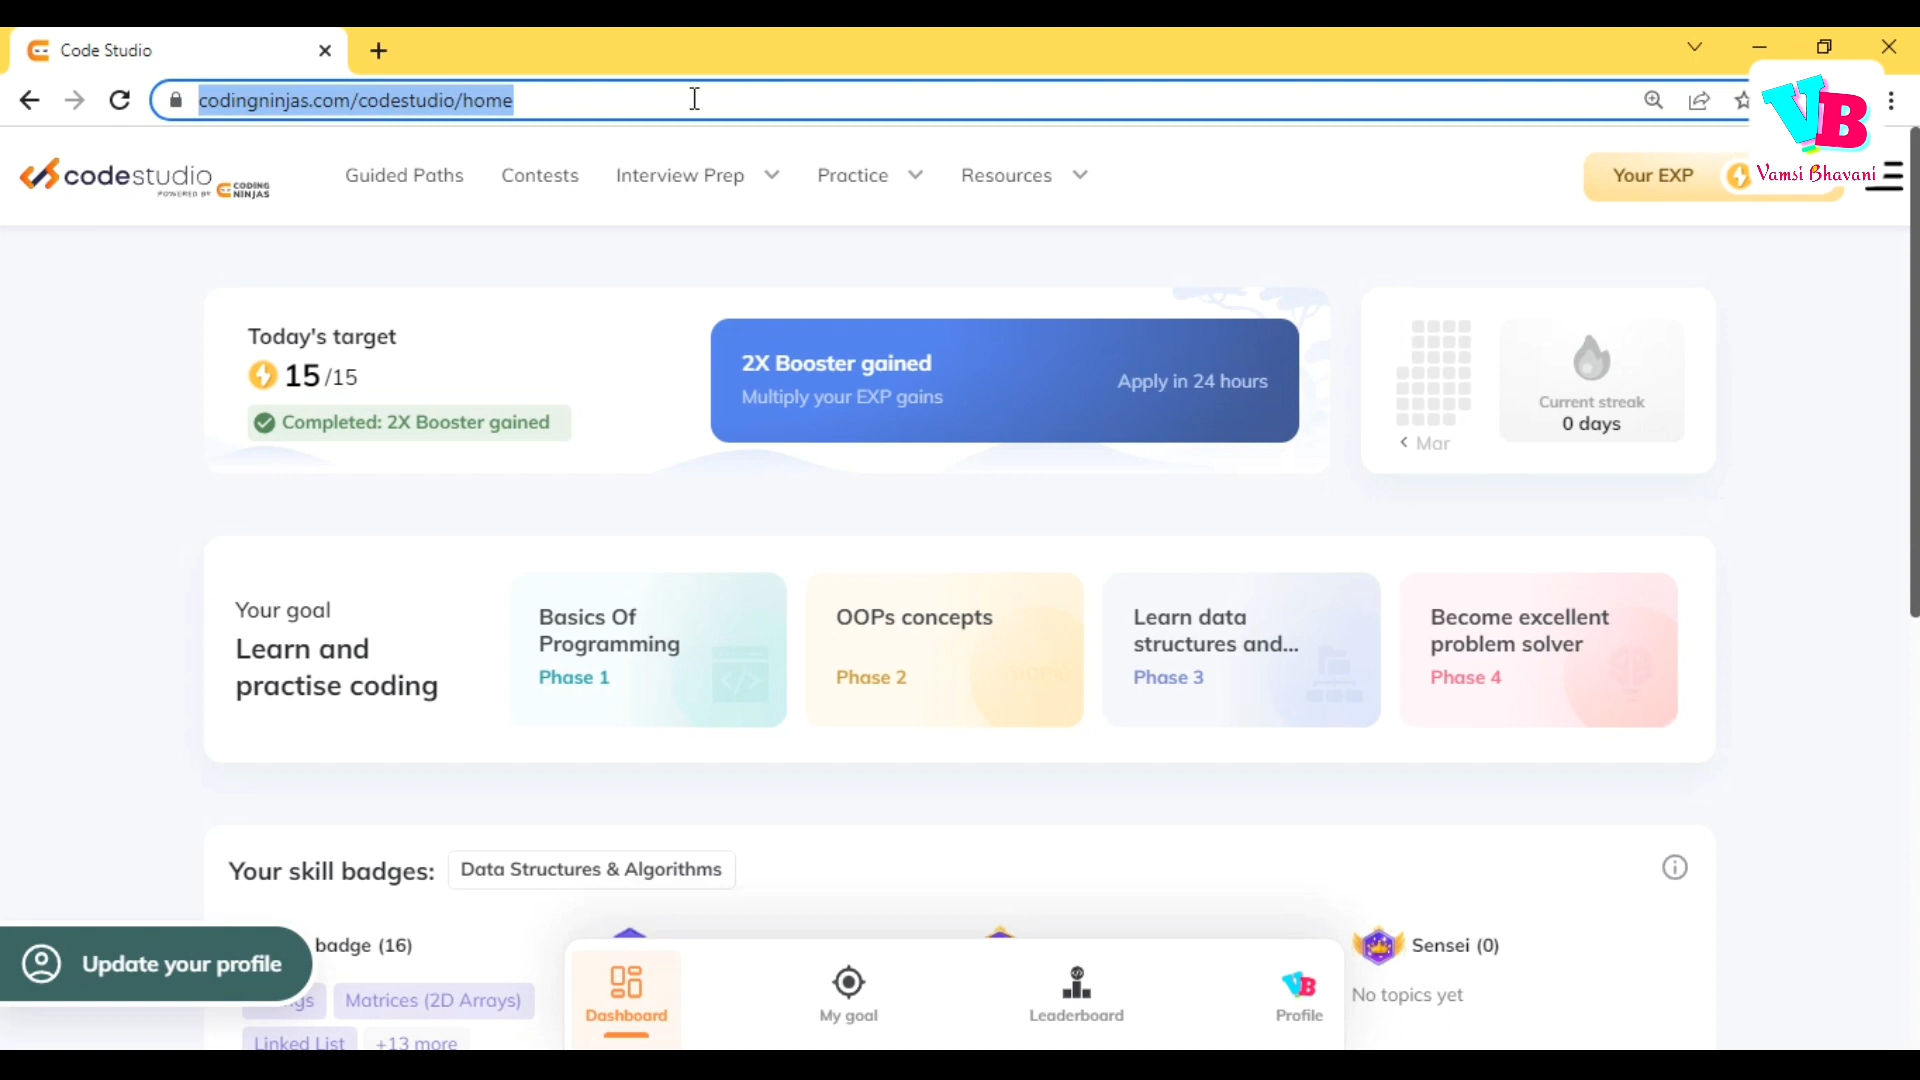 Code Studio
codingninjas.com/codestudio/home
VB
Vamsi Bhavani
codestudio
POWERED BY CODING NINJAS
Guided Paths
Contests
Interview Prep
Practice
Resources
Your EXP
Today's target
15 /15
Completed: 2X Booster gained
2X Booster gained
Multiply your EXP gains
Apply in 24 hours
Mar
Current streak
0 days
Your goal
Learn and
practise coding
Basics Of
Programming
Phase 1
OOPs concepts
Phase 2
Learn data
structures and...
Phase 3
Become excellent
problem solver
Phase 4
Your skill badges:
Data Structures & Algorithms
badge (16)
Sensei (0)
No topics yet
Matrices (2D Arrays)
Linked List
+13 more
Update your profile
Dashboard
My goal
Leaderboard
VB
Profile